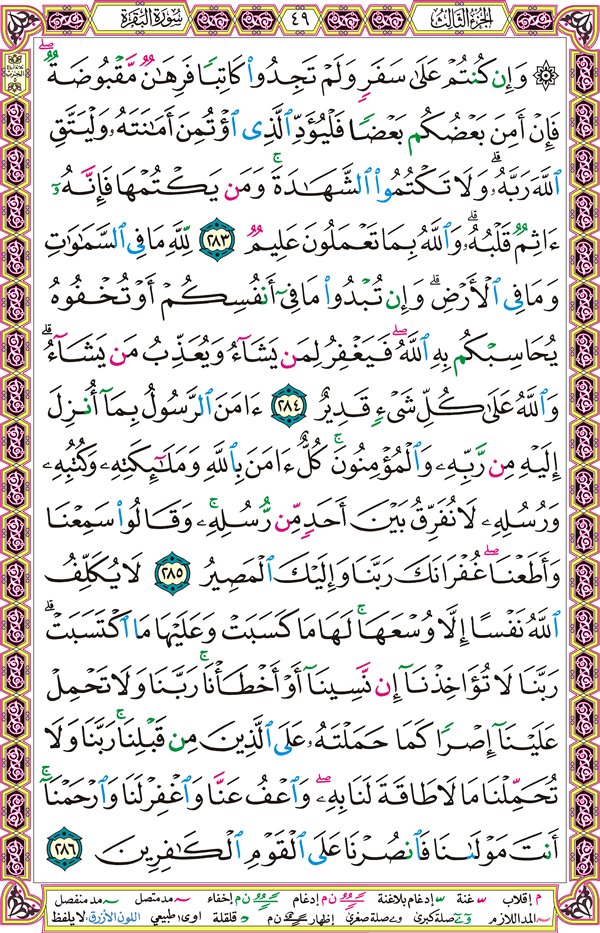 الجزء الثالث
٤٩
سورة البقرة
۞ وَإِن كُنتُمْ عَلَىٰ سَفَرٍ وَلَمْ تَجِدُوا۟ كَاتِبًا فَرِهَـٰنٌ مَّقْبُوضَةٌ ۖ
فَإِنْ أَمِنَ بَعْضُكُم بَعْضًا فَلْيُؤَدِّ ٱلَّذِى ٱؤْتُمِنَ أَمَـٰنَتَهُۥ وَلْيَتَّقِ
ٱللَّهَ رَبَّهُۥ ۗ وَلَا تَكْتُمُوا۟ ٱلشَّهَـٰدَةَ ۚ وَمَن يَكْتُمْهَا فَإِنَّهُۥٓ
ءَاثِمٌ قَلْبُهُۥ ۗ وَٱللَّهُ بِمَا تَعْمَلُونَ عَلِيمٌ ٢٨٣ لِّلَّهِ مَا فِى ٱلسَّمَـٰوَٰتِ
وَمَا فِى ٱلْأَرْضِ ۗ وَإِن تُبْدُوا۟ مَا فِىٓ أَنفُسِكُمْ أَوْ تُخْفُوهُ
يُحَاسِبْكُم بِهِ ٱللَّهُ ۖ فَيَغْفِرُ لِمَن يَشَآءُ وَيُعَذِّبُ مَن يَشَآءُ ۗ
وَٱللَّهُ عَلَىٰ كُلِّ شَىْءٍ قَدِيرٌ ٢٨٤ ءَامَنَ ٱلرَّسُولُ بِمَآ أُنزِلَ
إِلَيْهِ مِن رَّبِّهِۦ وَٱلْمُؤْمِنُونَ ۚ كُلٌّ ءَامَنَ بِٱللَّهِ وَمَلَـٰٓئِكَتِهِۦ وَكُتُبِهِۦ
وَرُسُلِهِۦ لَا نُفَرِّقُ بَيْنَ أَحَدٍ مِّن رُّسُلِهِۦ ۚ وَقَالُوا۟ سَمِعْنَا
وَأَطَعْنَا ۖ غُفْرَانَكَ رَبَّنَا وَإِلَيْكَ ٱلْمَصِيرُ ٢٨٥ لَا يُكَلِّفُ
ٱللَّهُ نَفْسًا إِلَّا وُسْعَهَا ۚ لَهَا مَا كَسَبَتْ وَعَلَيْهَا مَا ٱكْتَسَبَتْ ۗ
رَبَّنَا لَا تُؤَاخِذْنَآ إِن نَّسِينَآ أَوْ أَخْطَأْنَا ۚ رَبَّنَا وَلَا تَحْمِلْ
عَلَيْنَآ إِصْرًا كَمَا حَمَلْتَهُۥ عَلَى ٱلَّذِينَ مِن قَبْلِنَا ۚ رَبَّنَا وَلَا
تُحَمِّلْنَا مَا لَا طَاقَةَ لَنَا بِهِۦ ۖ وَٱعْفُ عَنَّا وَٱغْفِرْ لَنَا وَٱرْحَمْنَآ ۚ
أَنتَ مَوْلَىٰنَا فَٱنصُرْنَا عَلَى ٱلْقَوْمِ ٱلْكَـٰفِرِينَ ٢٨٦
م إقلاب غنة إدغام بلاغنة ن م إدغام ن م إخفاء مد متصل مد منفصل
المد اللازم صلة كبرى صلة صغرى إظهار ن م قلقلة اوى؛ طبيعي اللون الأزرق: لا يلفظ